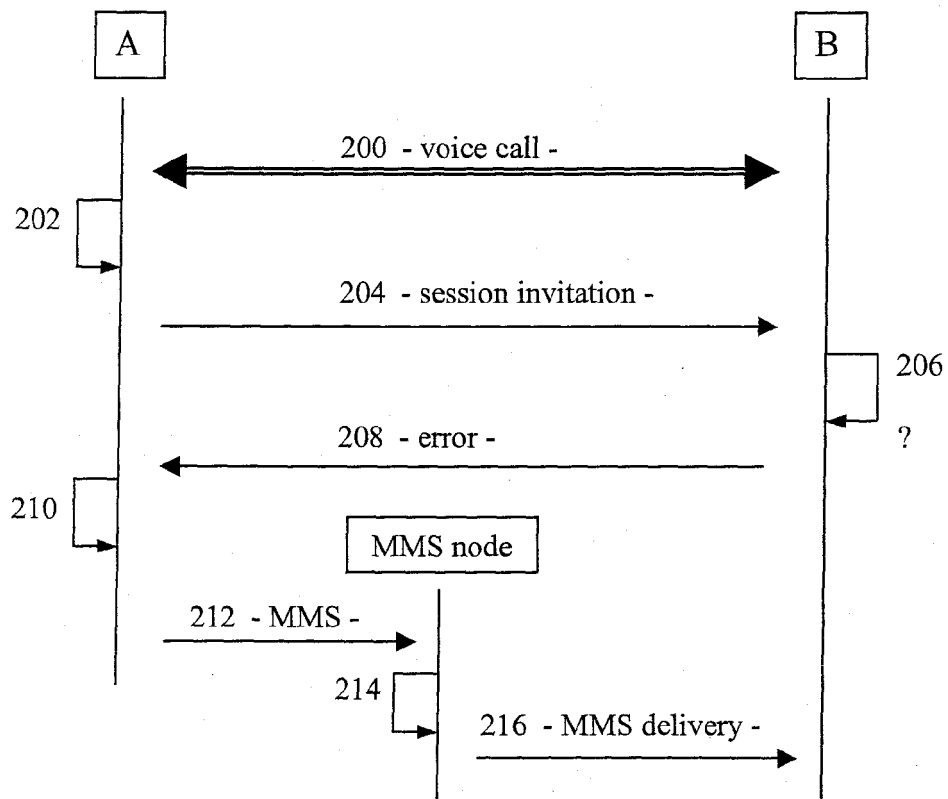 A
B
200 - voice call -
202
204 - session invitation -
206
?
208 - error -
210
MMS node
212 - MMS -
214
216 - MMS delivery -